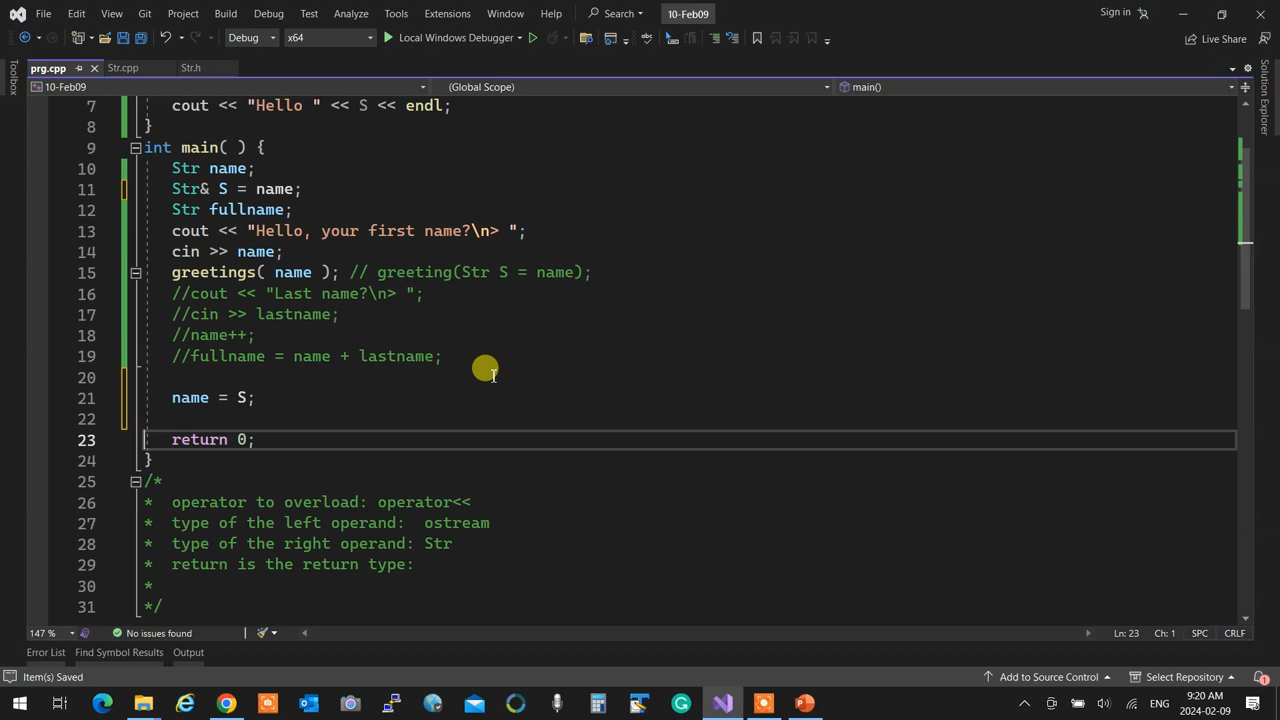 File Edit View Git Project Build Debug Test Analyze Tools Extensions Window Help Search 10-Feb09 Sign in
Debug x64 Local Windows Debugger Live Share
prg.cpp Str.cpp Str.h
10-Feb09 (Global Scope) main()
Toolbox
Solution Explorer
7 cout << "Hello " << S << endl;
8 }
9 int main( ) {
10 Str name;
11 Str& S = name;
12 Str fullname;
13 cout << "Hello, your first name?\n> ";
14 cin >> name;
15 greetings( name ); // greeting(Str S = name);
16 //cout << "Last name?\n> ";
17 //cin >> lastname;
18 //name++;
19 //fullname = name + lastname;
20
21 name = S;
22
23 return 0;
24 }
25 /*
26 * operator to overload: operator<<
27 * type of the left operand: ostream
28 * type of the right operand: Str
29 * return is the return type:
30 *
31 */
147 % No issues found Ln: 23 Ch: 1 SPC CRLF
Error List Find Symbol Results Output
Item(s) Saved Add to Source Control Select Repository 1
ENG 9:20 AM
2024-02-09